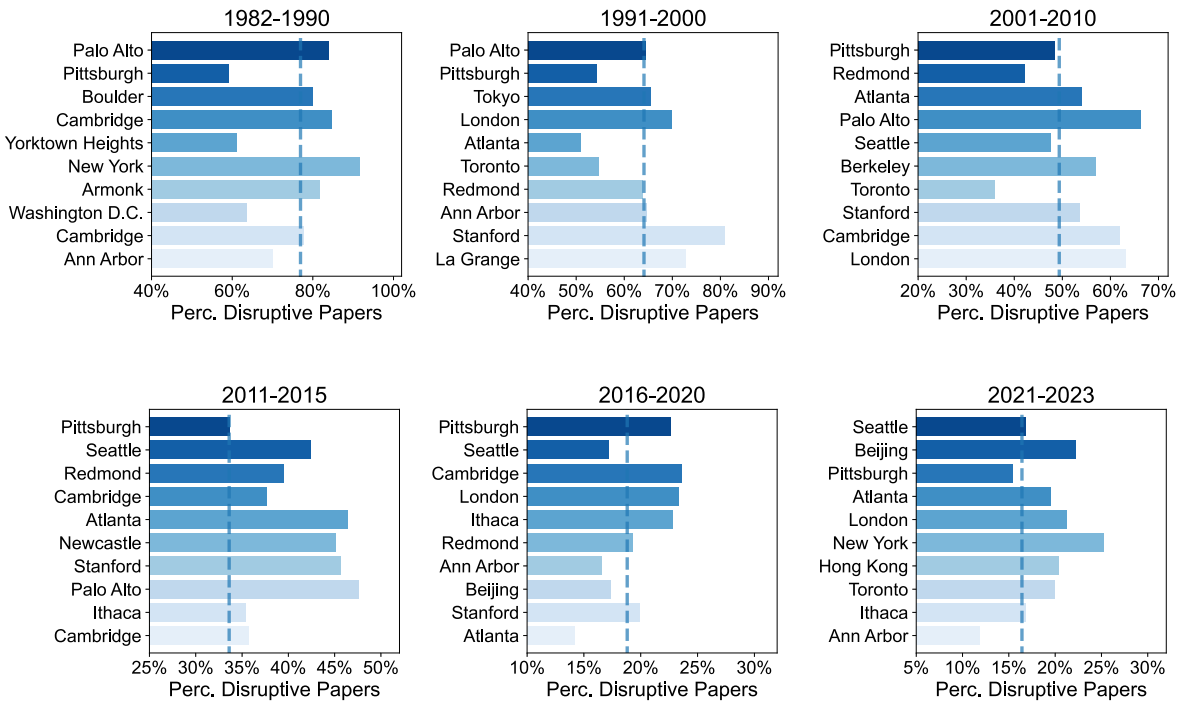 1982-1990
Palo Alto
Pittsburgh
Boulder
Cambridge
Yorktown Heights
New York
Armonk
Washington D.C.
Cambridge
Ann Arbor
40% 60% 80% 100%
Perc. Disruptive Papers
1991-2000
Palo Alto
Pittsburgh
Tokyo
London
Atlanta
Toronto
Redmond
Ann Arbor
Stanford
La Grange
40% 50% 60% 70% 80% 90%
Perc. Disruptive Papers
2001-2010
Pittsburgh
Redmond
Atlanta
Palo Alto
Seattle
Berkeley
Toronto
Stanford
Cambridge
London
20% 30% 40% 50% 60% 70%
Perc. Disruptive Papers
2011-2015
Pittsburgh
Seattle
Redmond
Cambridge
Atlanta
Newcastle
Stanford
Palo Alto
Ithaca
Cambridge
25% 30% 35% 40% 45% 50%
Perc. Disruptive Papers
2016-2020
Pittsburgh
Seattle
Cambridge
London
Ithaca
Redmond
Ann Arbor
Beijing
Stanford
Atlanta
10% 15% 20% 25% 30%
Perc. Disruptive Papers
2021-2023
Seattle
Beijing
Pittsburgh
Atlanta
London
New York
Hong Kong
Toronto
Ithaca
Ann Arbor
5% 10% 15% 20% 25% 30%
Perc. Disruptive Papers